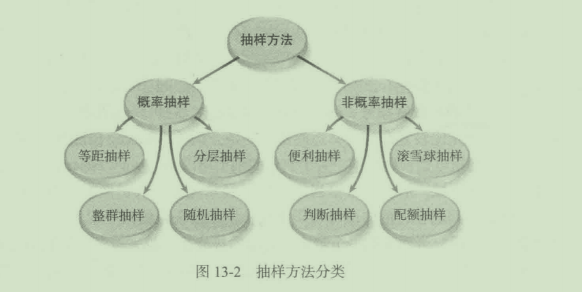 抽样方法
概率抽样
非概率抽样
等距抽样
分层抽样
便利抽样
滚雪球抽样
整群抽样
随机抽样
判断抽样
配额抽样
图 13-2 抽样方法分类